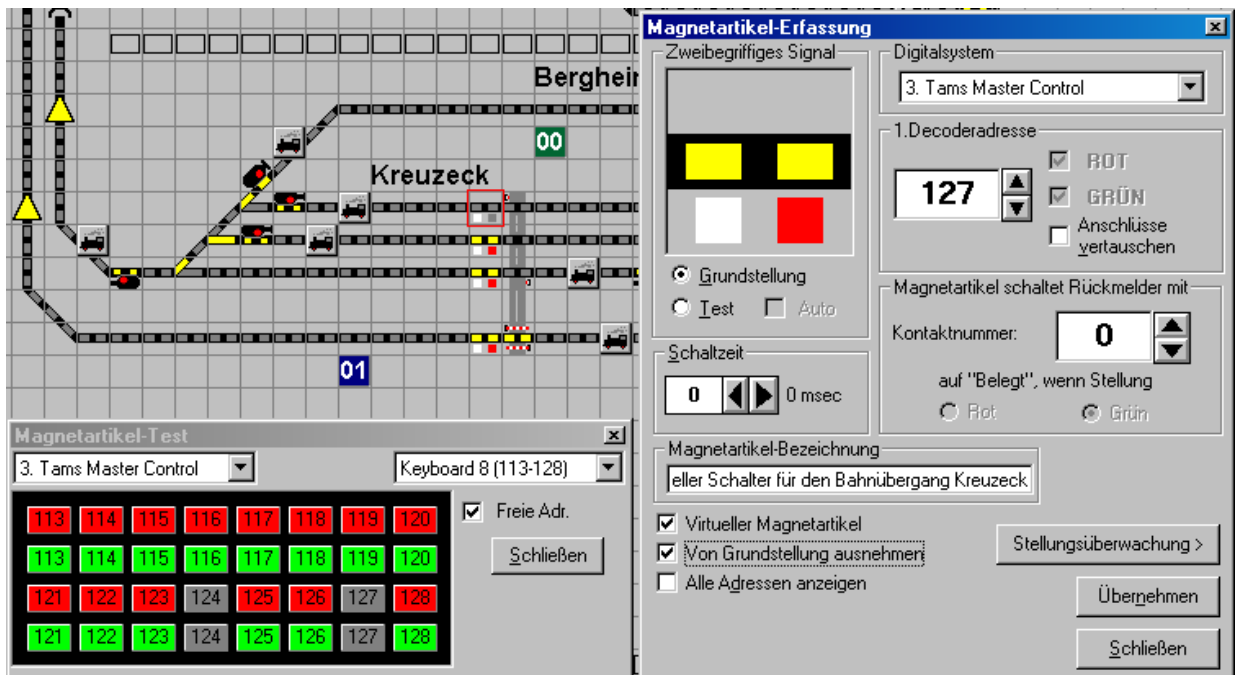 Bergheim
00
Kreuzeck
01
Magnetartikel-Test
3. Tams Master Control
Keyboard 8 (113-128)
113 114 115 116 117 118 119 120
113 114 115 116 117 118 119 120
121 122 123 124 125 126 127 128
121 122 123 124 125 126 127 128
Freie Adr.
Schließen
Magnetartikel-Erfassung
Zweibegriffiges Signal
Grundstellung
Test
Auto
Schaltzeit
0
0 msec
Digitalsystem
3. Tams Master Control
1.Decoderadresse
127
ROT
GRÜN
Anschlüsse
vertauschen
Magnetartikel schaltet Rückmelder mit
Kontaktnummer:
0
auf "Belegt", wenn Stellung
Rot
Grün
Magnetartikel-Bezeichnung
eller Schalter für den Bahnübergang Kreuzeck
Virtueller Magnetartikel
Von Grundstellung ausnehmen
Alle Adressen anzeigen
Stellungsüberwachung >
Übernehmen
Schließen